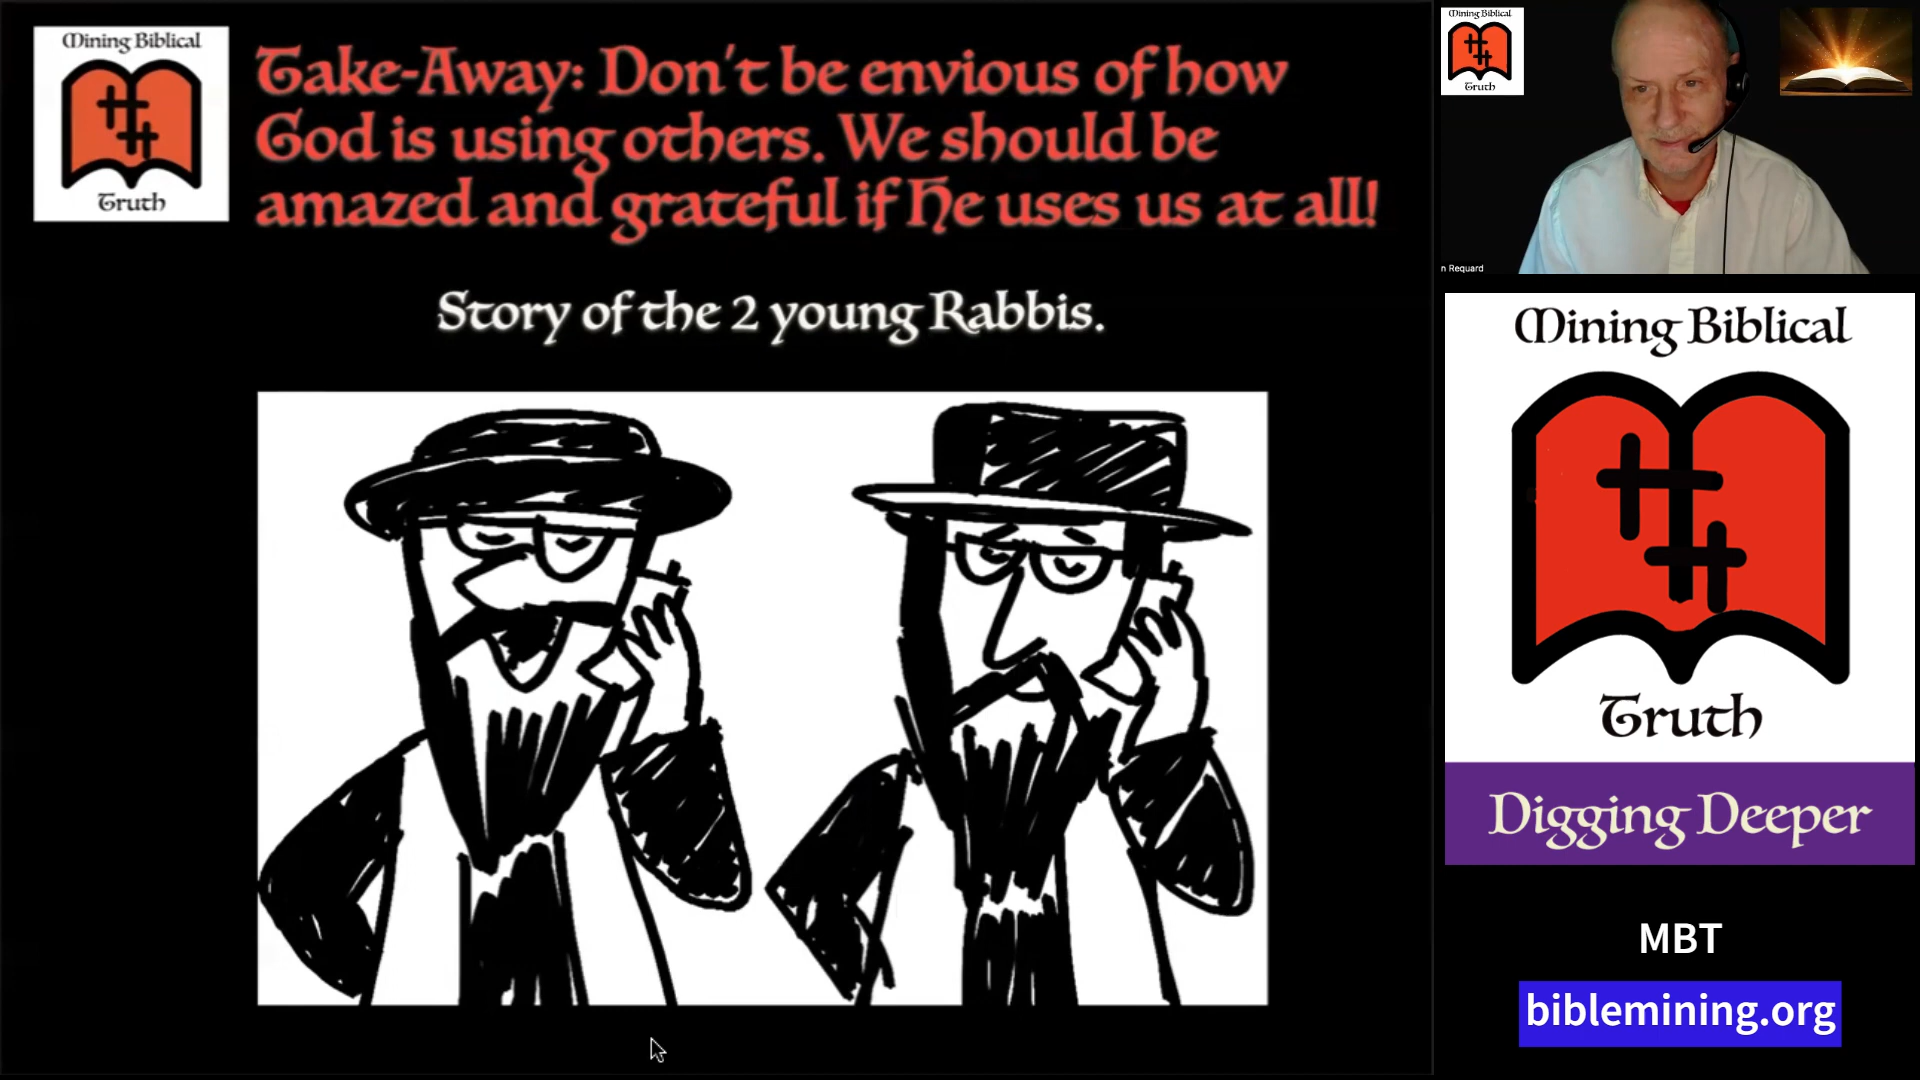 Mining Biblical
Truth
Take-Away: Don't be envious of how
God is using others. We should be
amazed and grateful if He uses us at all!
Story of the 2 young Rabbis.
Mining Biblical
Truth
n Requard
Mining Biblical
Truth
Digging Deeper
MBT
biblemining.org